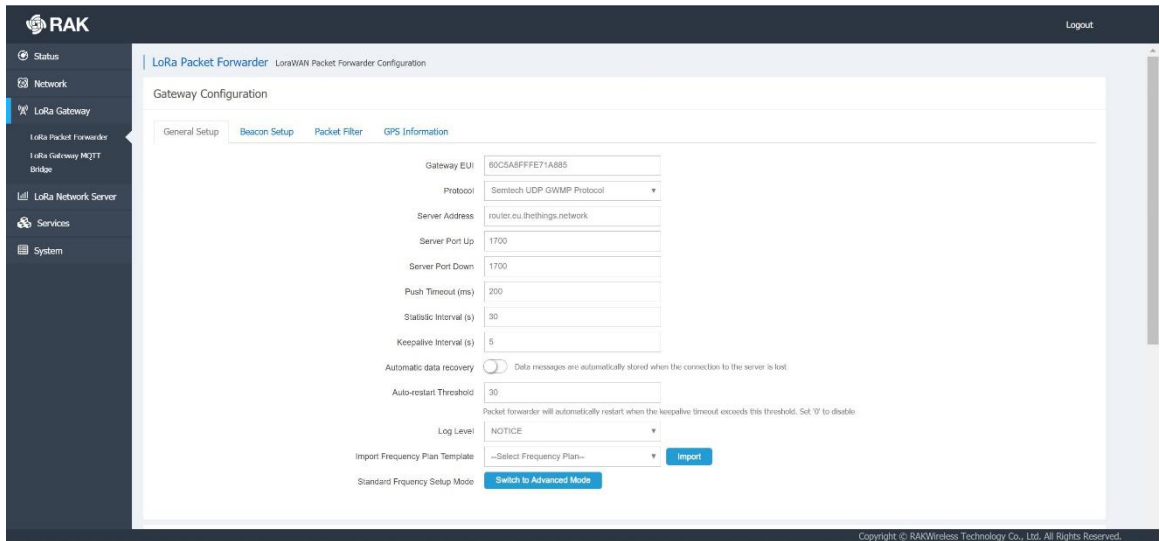 RAK
Logout
Status
Network
LoRa Gateway
LoRa Packet Forwarder
LoRa Gateway MQTT
Bridge
LoRa Network Server
Services
System
LoRa Packet Forwarder LoraWAN Packet Forwarder Configuration
Gateway Configuration
General Setup Beacon Setup Packet Filter GPS Information
Gateway EUI 60C5A8FFFE71A885
Protocol Semtech UDP GWMP Protocol
Server Address router.eu.thethings.network
Server Port Up 1700
Server Port Down 1700
Push Timeout (ms) 200
Statistic Interval (s) 30
Keepalive Interval (s) 5
Automatic data recovery Data messages are automatically stored when the connection to the server is lost
Auto-restart Threshold 30
Packet forwarder will automatically restart when the keepalive timeout exceeds this threshold. Set '0' to disable
Log Level NOTICE
Import Frequency Plan Template --Select Frequency Plan-- Import
Standard Frquency Setup Mode Switch to Advanced Mode
Copyright © RAKWireless Technology Co., Ltd. All Rights Reserved.